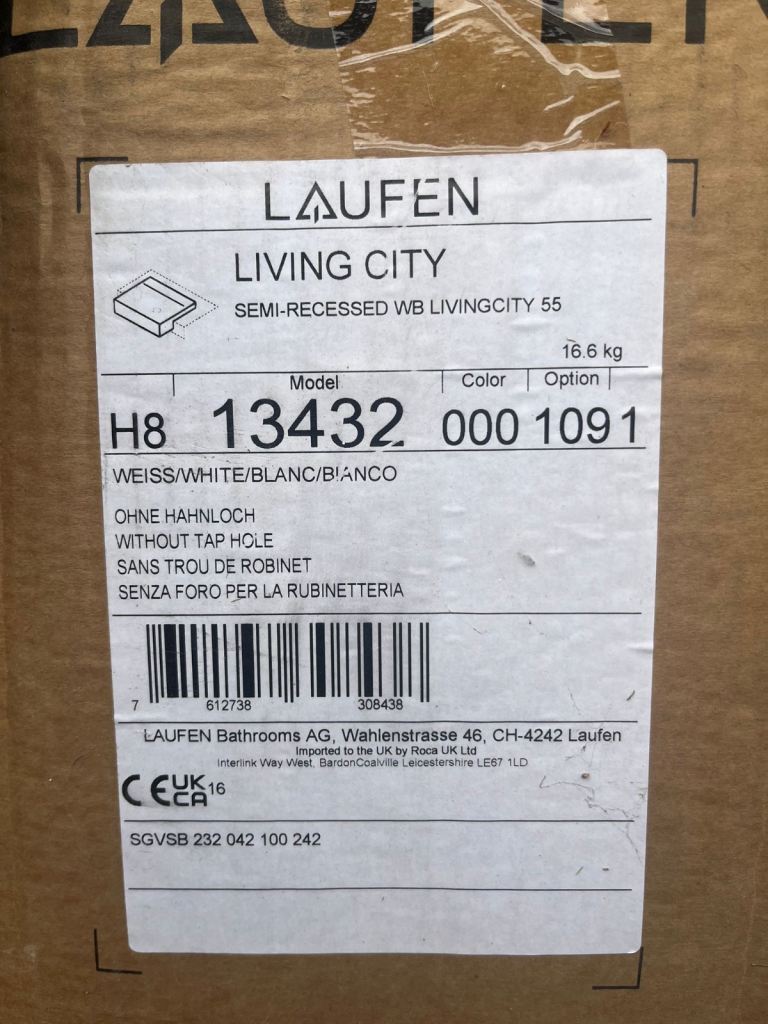 LAUFEN
LAUFEN
LIVING CITY
SEMI-RECESSED WB LIVINGCITY 55
16.6 kg
Model Color Option
H8 13432 000 1091
WEISS/WHITE/BLANC/BIANCO
OHNE HAHNLOCH
WITHOUT TAP HOLE
SANS TROU DE ROBINET
SENZA FORO PER LA RUBINETTERIA
7 612738 308438
LAUFEN Bathrooms AG, Wahlenstrasse 46, CH-4242 Laufen
Imported to the UK by Roca UK Ltd
Interlink Way West, BardonCoalville Leicestershire LE67 1LD
CE UK CA 16
SGVSB 232 042 100 242